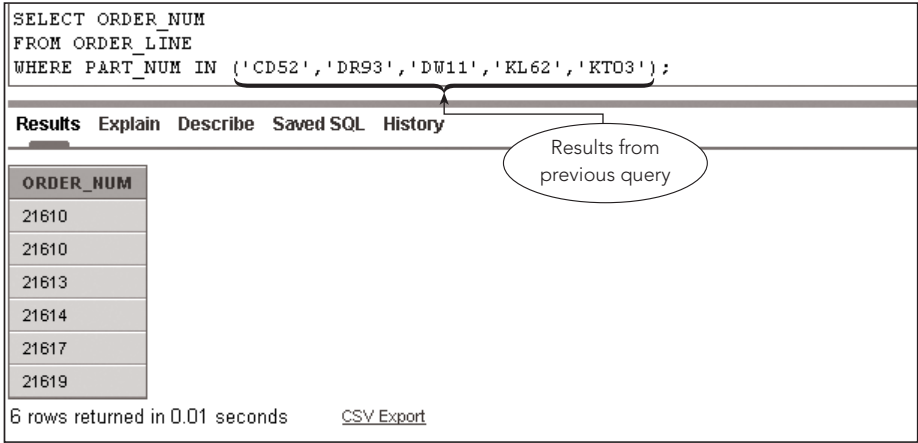 SELECT ORDER_NUM
FROM ORDER_LINE
WHERE PART_NUM IN ('CD52','DR93','DW11','KL62','KT03');
Results Explain Describe Saved SQL History
Results from
previous query
ORDER_NUM
21610
21610
21613
21614
21617
21619
6 rows returned in 0.01 seconds CSV Export